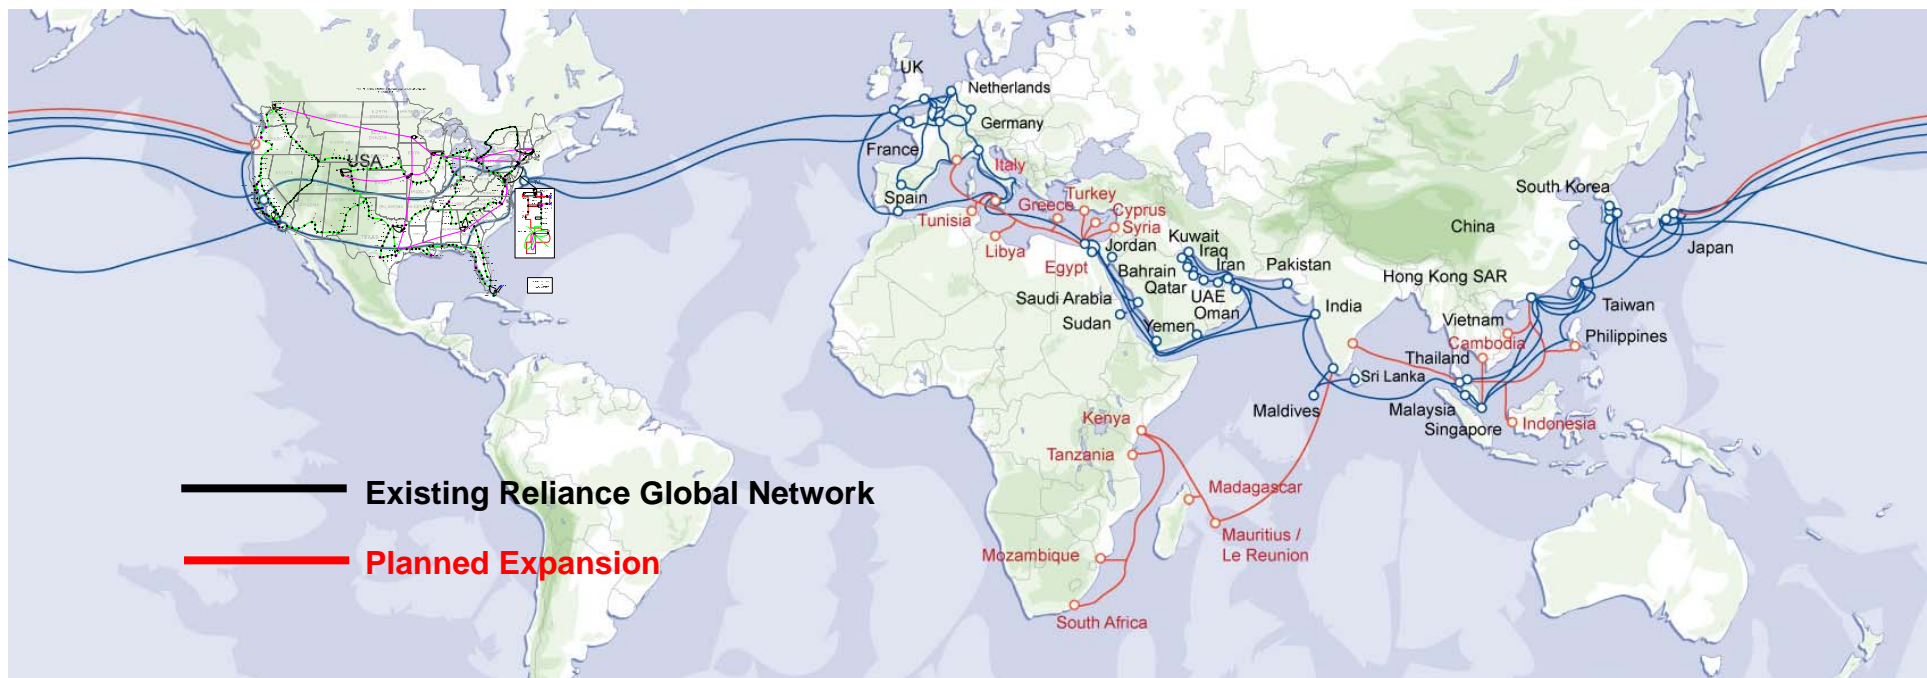 UK
Netherlands
Germany
France
Italy
Spain
Tunisia
Greece
Turkey
Cyprus
Syria
Libya
Egypt
Jordan
Kuwait
Iraq
Iran
Bahrain
Qatar
Pakistan
Saudi Arabia
UAE
Oman
Sudan
Yemen
India
USA
South Korea
China
Japan
Hong Kong SAR
Taiwan
Vietnam
Philippines
Cambodia
Thailand
Sri Lanka
Maldives
Malaysia
Singapore
Indonesia
Kenya
Tanzania
Madagascar
Mauritius /
Le Reunion
Mozambique
South Africa
Existing Reliance Global Network
Planned Expansion